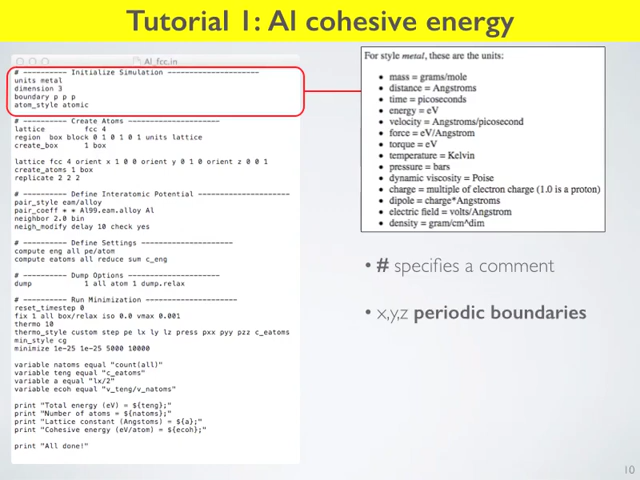 Tutorial 1: Al cohesive energy
Al_fcc.in
# ---------- Initialize Simulation ---------------------
units metal
dimension 3
boundary p p p
atom_style atomic
# ---------- Create Atoms ---------------------
lattice fcc 4
region box block 0 1 0 1 0 1 units lattice
create_box 1 box
lattice fcc 4 orient x 1 0 0 orient y 0 1 0 orient z 0 0 1
create_atoms 1 box
replicate 2 2 2
# ---------- Define Interatomic Potential ---------------------
pair_style eam/alloy
pair_coeff * * Al99.eam.alloy Al
neighbor 2.0 bin
neigh_modify delay 10 check yes
# ---------- Define Settings ---------------------
compute eng all pe/atom
compute eatoms all reduce sum c_eng
# ---------- Dump Options ---------------------
dump 1 all atom 1 dump.relax
# ---------- Run Minimization ---------------------
reset_timestep 0
fix 1 all box/relax iso 0.0 vmax 0.001
thermo 10
thermo_style custom step pe lx ly lz press pxx pyy pzz c_eatoms
min_style cg
minimize 1e-25 1e-25 5000 10000
variable natoms equal "count(all)"
variable teng equal "c_eatoms"
variable a equal "lx/2"
variable ecoh equal "v_teng/v_natoms"
print "Total energy (eV) = ${teng};"
print "Number of atoms = ${natoms};"
print "Lattice constant (Angstoms) = ${a};"
print "Cohesive energy (eV/atom) = ${ecoh};"
print "All done!"
For style metal, these are the units:
• mass = grams/mole
• distance = Angstroms
• time = picoseconds
• energy = eV
• velocity = Angstroms/picosecond
• force = eV/Angstrom
• torque = eV
• temperature = Kelvin
• pressure = bars
• dynamic viscosity = Poise
• charge = multiple of electron charge (1.0 is a proton)
• dipole = charge*Angstroms
• electric field = volts/Angstrom
• density = gram/cm^dim
• # specifies a comment
• x,y,z periodic boundaries
10